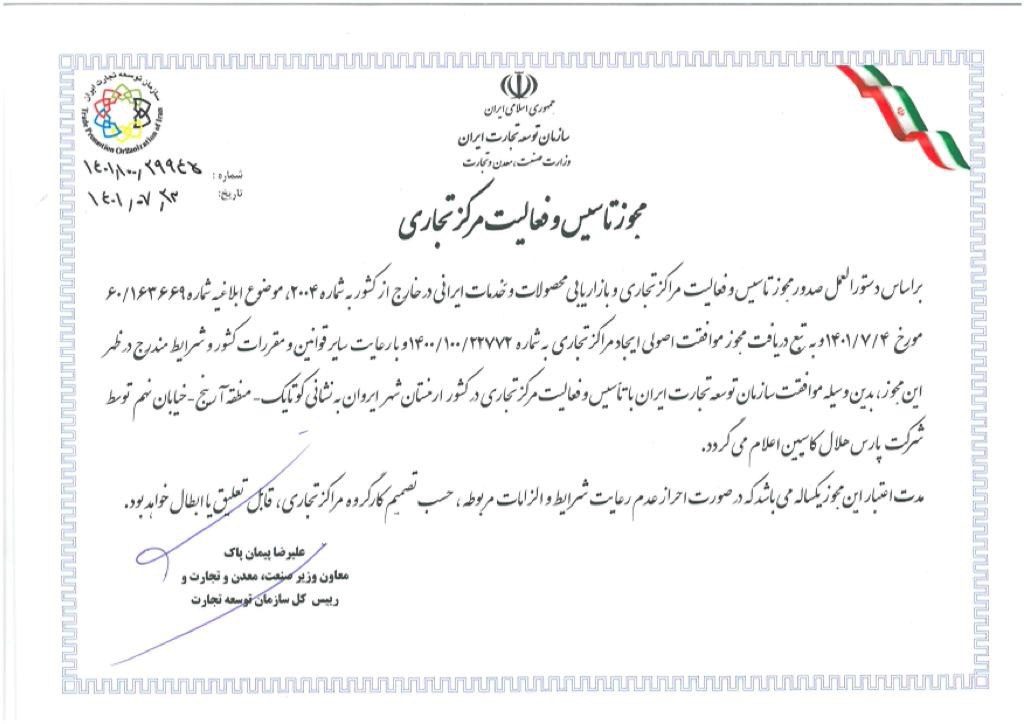 سازمان توسعه تجارت ایران
Trade Promotion Organization of Iran
جمهوری اسلامی ایران
سازمان توسعه تجارت ایران
وزارت صنعت، معدن و تجارت
شماره :
تاریخ: ۱۴۰۱/۰۷/۲۳
مجوز تاسیس و فعالیت مرکز تجاری
براساس دستورالعمل صدور مجوز تاسیس و فعالیت مراکز تجاری و بازاریابی محصولات و خدمات ایرانی در خارج از کشور به شماره ۲۰۰۴، موضوع ابلاغیه شماره ۶۰/۱۶۳۶۶۹
مورخ ۱۴۰۱/۷/۴ و به تبع دریافت مجوز موافقت اصولی ایجاد مراکز تجاری به شماره ۱۴۰۰/۱۰۰/۲۲۷۷۲ و با رعایت سایر قوانین و مقررات کشور و شرایط مندرج در ظهر
این مجوز، بدین وسیله موافقت سازمان توسعه تجارت ایران با تأسیس و فعالیت مرکز تجاری در کشور ارمنستان شهر ایروان به نشانی کوتایک - منطقه آرینج - خیابان نهم توسط
شرکت پارس هلال کاسپین اعلام می گردد.
مدت اعتبار این مجوز یکساله می باشد که در صورت احراز عدم رعایت شرایط و الزامات مربوطه، حسب تصمیم کارگروه مراکز تجاری، قابل تعلیق یا ابطال خواهد بود.
علیرضا پیمان پاک
معاون وزیر صنعت، معدن و تجارت و
رییس کل سازمان توسعه تجارت